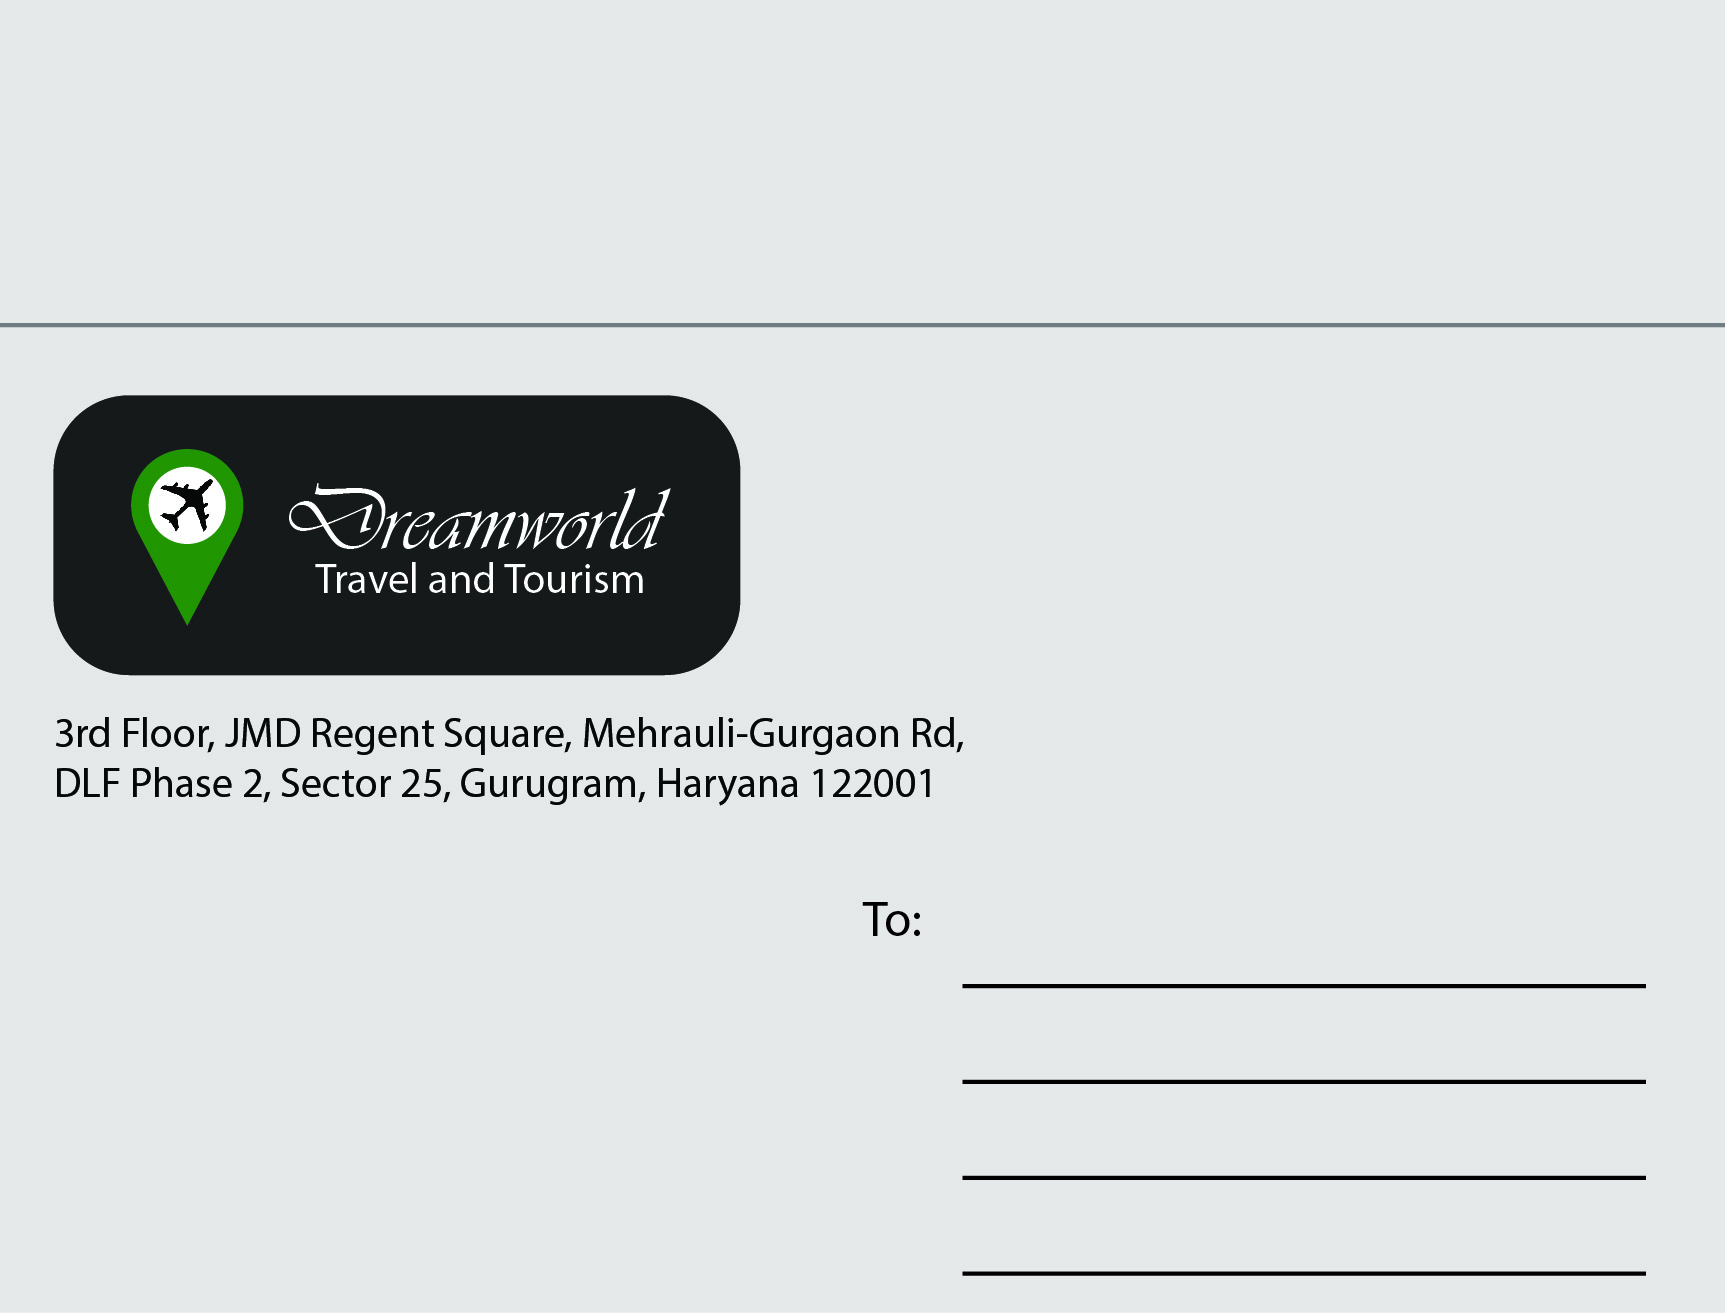 Dreamworld
Travel and Tourism
3rd Floor, JMD Regent Square, Mehrauli-Gurgaon Rd,
DLF Phase 2, Sector 25, Gurugram, Haryana 122001
To: